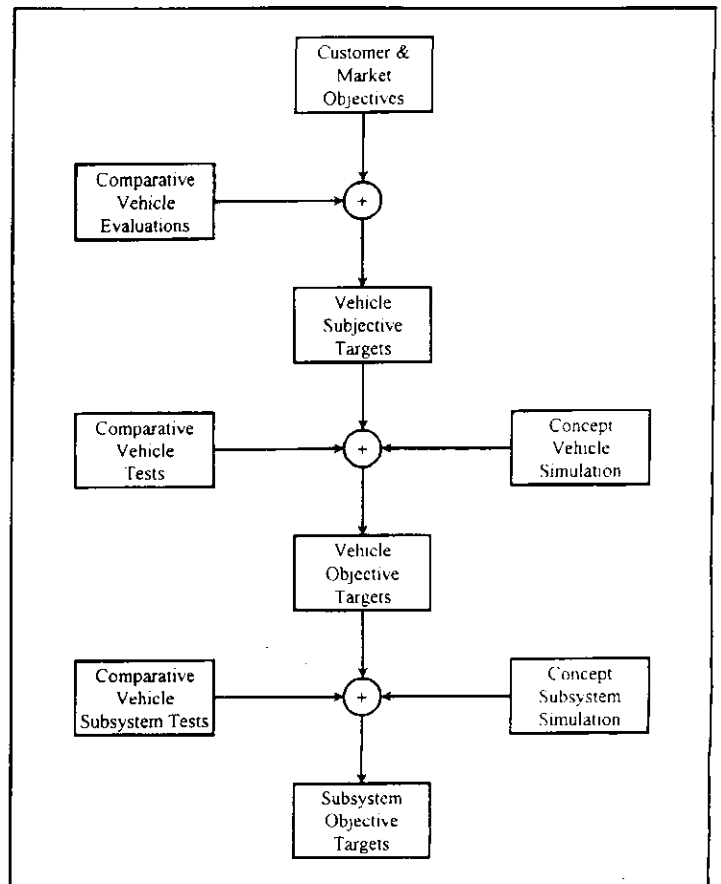 Customer &
Market
Objectives
Comparative
Vehicle
Evaluations
+
Vehicle
Subjective
Targets
Comparative
Vehicle
Tests
+
Concept
Vehicle
Simulation
Vehicle
Objective
Targets
Comparative
Vehicle
Subsystem Tests
+
Concept
Subsystem
Simulation
Subsystem
Objective
Targets